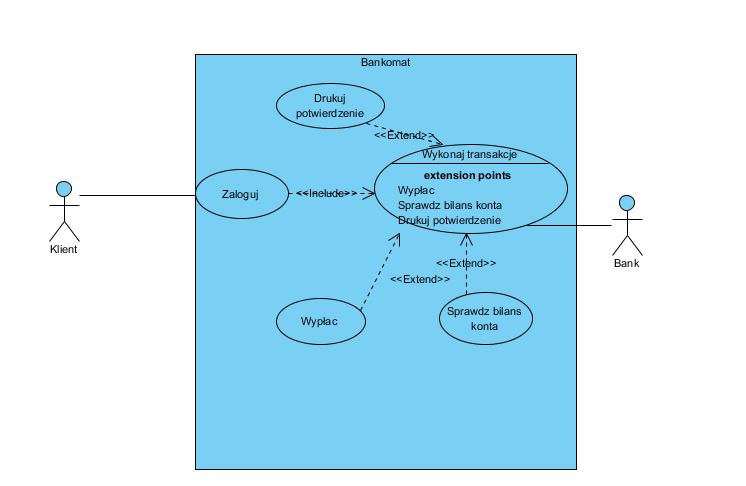 Bankomat
Drukuj
potwierdzenie
<<Extend>>
Wykonaj transakcje
extension points
Wypłac
Sprawdz bilans konta
Drukuj potwierdzenie
Zaloguj
<<Include>>
Klient
Bank
<<Extend>>
<<Extend>>
Wypłac
Sprawdz bilans
konta